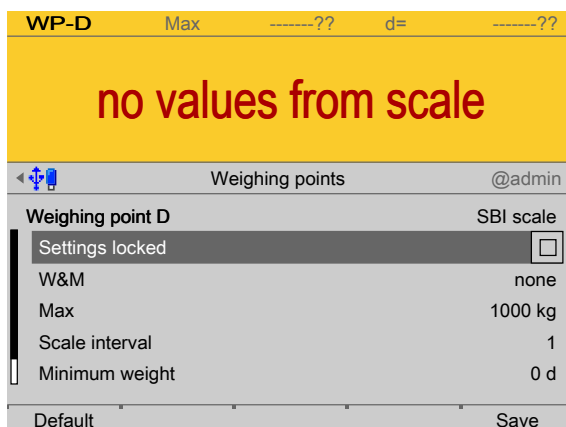 WP-D Max -------?? d= -------??
no values from scale
Weighing points @admin
Weighing point D SBI scale
Settings locked
W&M none
Max 1000 kg
Scale interval 1
Minimum weight 0 d
Default Save